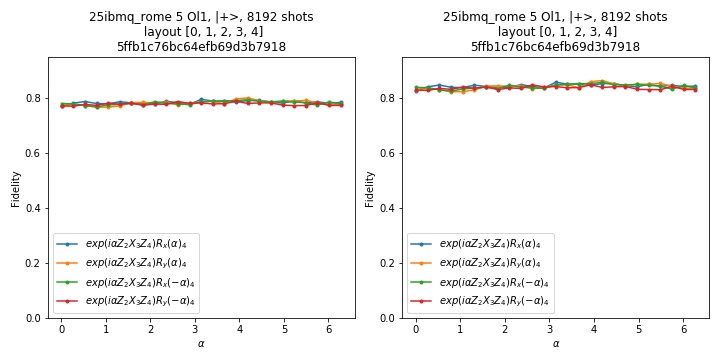 25ibmq_rome 5 Ol1, |+>, 8192 shots
layout [0, 1, 2, 3, 4]
5ffb1c76bc64efb69d3b7918
Fidelity
0.8
0.6
0.4
0.2
0.0
exp(iαZ₂X₃Z₄)Rₓ(α)₄
exp(iαZ₂X₃Z₄)R_y(α)₄
exp(iαZ₂X₃Z₄)Rₓ(−α)₄
exp(iαZ₂X₃Z₄)R_y(−α)₄
0 1 2 3 4 5 6
α
25ibmq_rome 5 Ol1, |+>, 8192 shots
layout [0, 1, 2, 3, 4]
5ffb1c76bc64efb69d3b7918
Fidelity
0.8
0.6
0.4
0.2
0.0
exp(iαZ₂X₃Z₄)Rₓ(α)₄
exp(iαZ₂X₃Z₄)R_y(α)₄
exp(iαZ₂X₃Z₄)Rₓ(−α)₄
exp(iαZ₂X₃Z₄)R_y(−α)₄
0 1 2 3 4 5 6
α